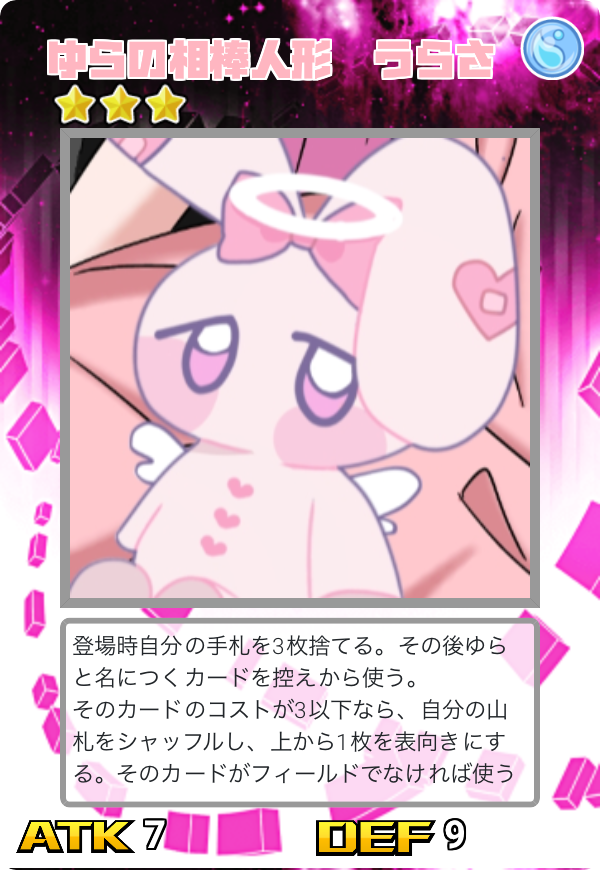 ゆらの相棒人形　うらさ
登場時自分の手札を3枚捨てる。その後ゆら
と名につくカードを控えから使う。
そのカードのコストが3以下なら、自分の山
札をシャッフルし、上から1枚を表向きにす
る。そのカードがフィールドでなければ使う
ATK 7 DEF 9